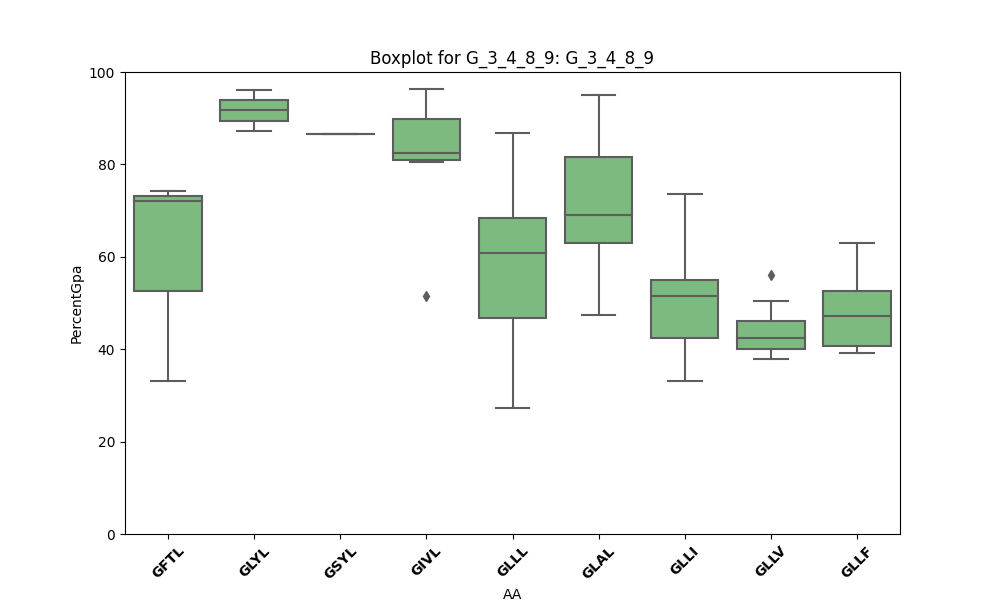 Boxplot for G_3_4_8_9: G_3_4_8_9
100
80
60
40
20
0
PercentGpa
GFTL
GLYL
GSYL
GIVL
GLLL
GLAL
GLLI
GLLV
GLLF
AA